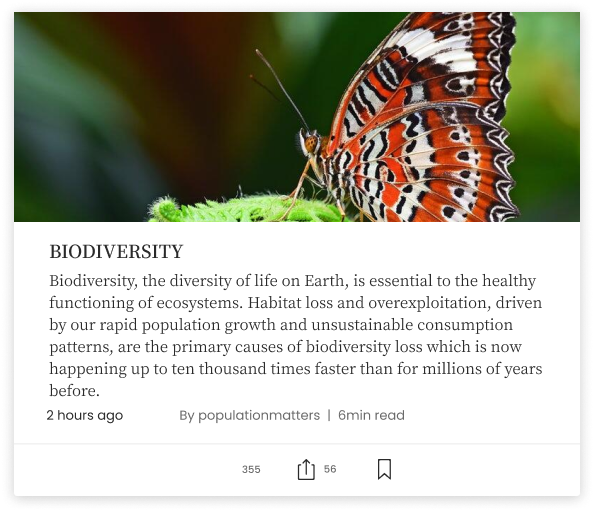 BIODIVERSITY
Biodiversity, the diversity of life on Earth, is essential to the healthy
functioning of ecosystems. Habitat loss and overexploitation, driven
by our rapid population growth and unsustainable consumption
patterns, are the primary causes of biodiversity loss which is now
happening up to ten thousand times faster than for millions of years
before.
2 hours ago By populationmatters | 6min read
355 56